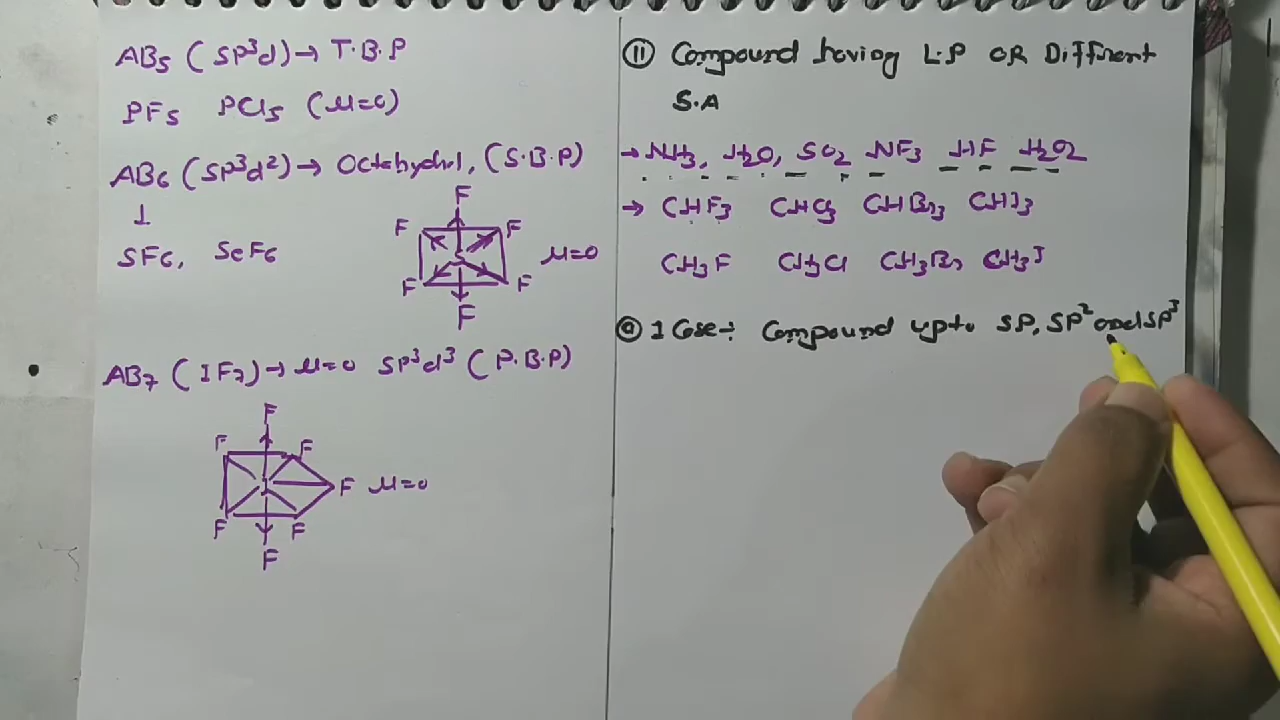 AB₅ (SP³d) → T.B.P
PF₅ PCl₅ (μ=0)
AB₆ (SP³d²) → Octahydrl, (S.B.P)
↓
SF₆, SeF₆
F
F F
S μ=0
F F
F
AB₇ (IF₇) → μ=0 SP³d³ (P.B.P)
F
F F
I F μ=0
F F
F
(11) Compound having L.P OR Different
S.A
→ NH₃, H₂O, SO₂ NF₃ HF H₂O₂
→ CHF₃ CHCl₃ CHBr₃ CHI₃
CH₃F CH₃Cl CH₃Br CH₃I
(a) 1 Case ÷ Compound upto SP, SP² and SP³